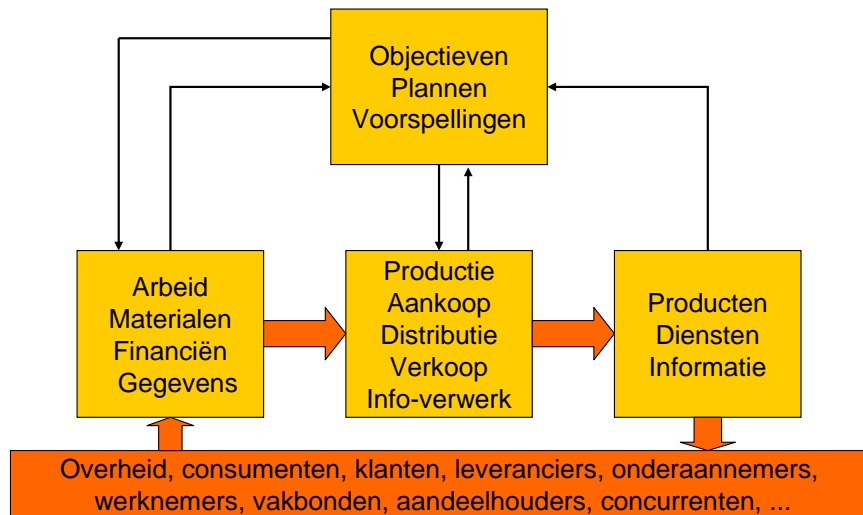 Objectieven
Plannen
Voorspellingen
Arbeid
Materialen
Financiën
Gegevens
Productie
Aankoop
Distributie
Verkoop
Info-verwerk
Producten
Diensten
Informatie
Overheid, consumenten, klanten, leveranciers, onderaannemers,
werknemers, vakbonden, aandeelhouders, concurrenten, ...